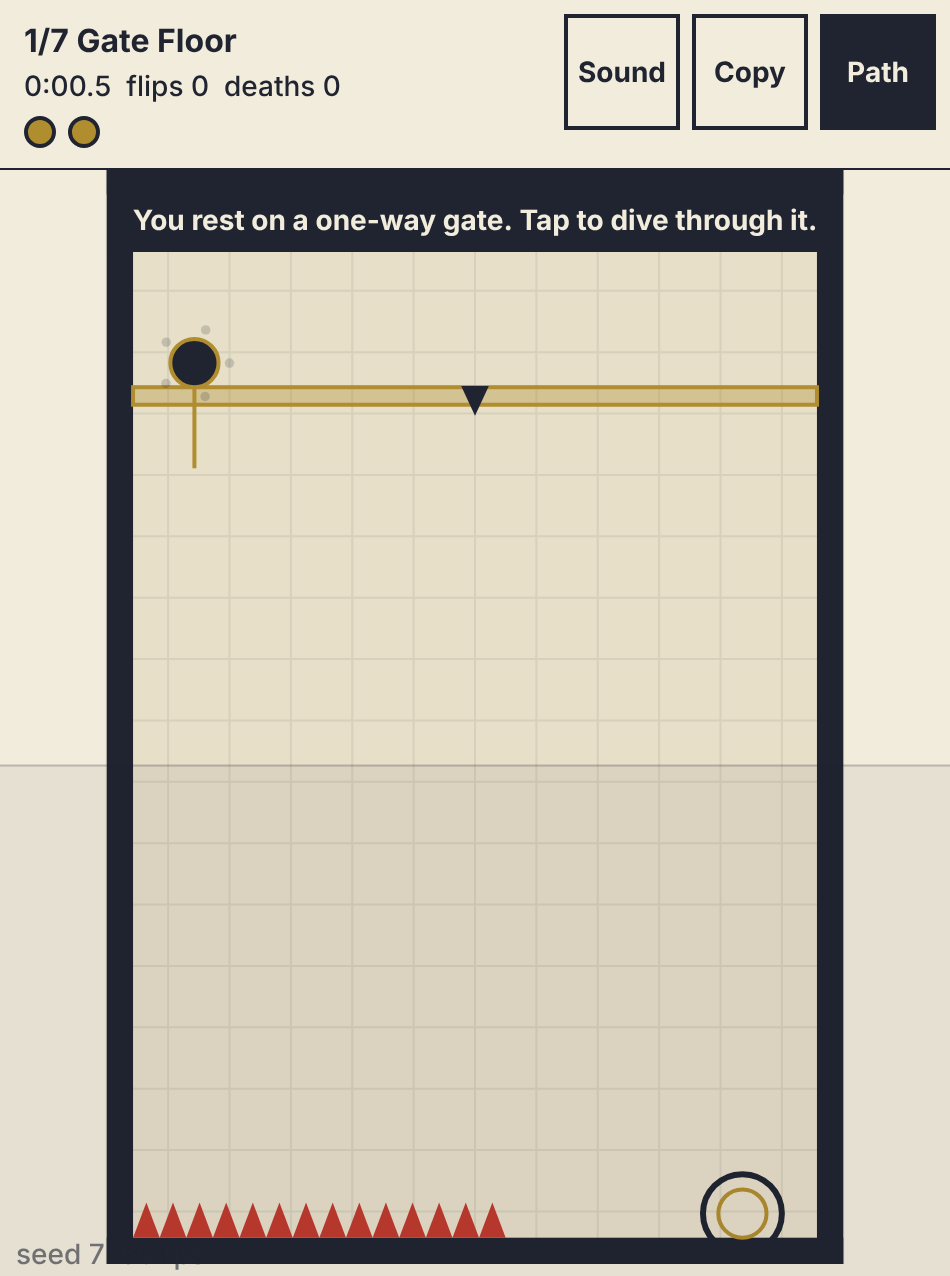 1/7 Gate Floor
0:00.5 flips 0 deaths 0
Sound
Copy
Path
You rest on a one-way gate. Tap to dive through it.
seed 7